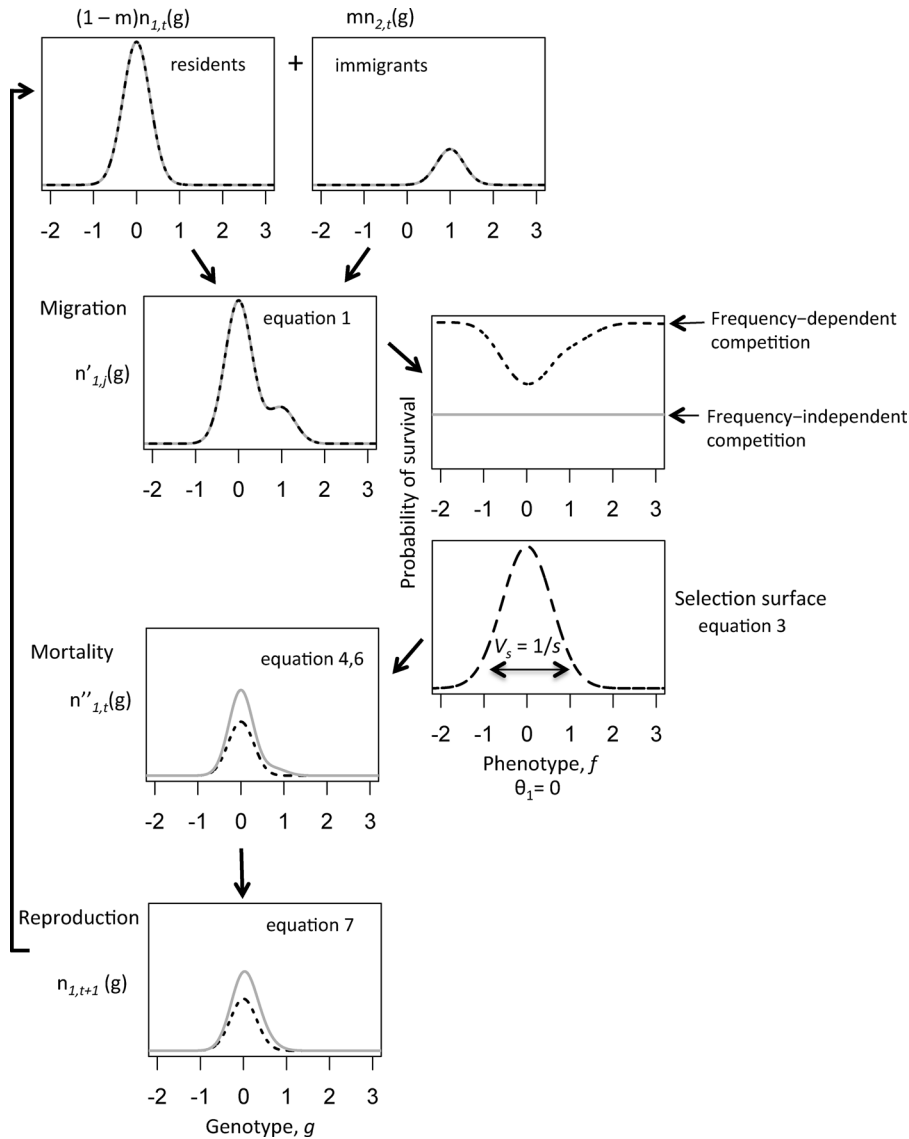 (1 – m)n1,t(g)
mn2,t(g)
residents
+
immigrants
-2 -1 0 1 2 3
-2 -1 0 1 2 3
Migration
equation 1
n'1,j(g)
-2 -1 0 1 2 3
Frequency–dependent
competition
Frequency–independent
competition
-2 -1 0 1 2 3
Probability of survival
Vs = 1/s
Selection surface
equation 3
-2 -1 0 1 2 3
Phenotype, f
θ1= 0
Mortality
equation 4,6
n''1,t(g)
-2 -1 0 1 2 3
Reproduction
equation 7
n1,t+1 (g)
-2 -1 0 1 2 3
Genotype, g